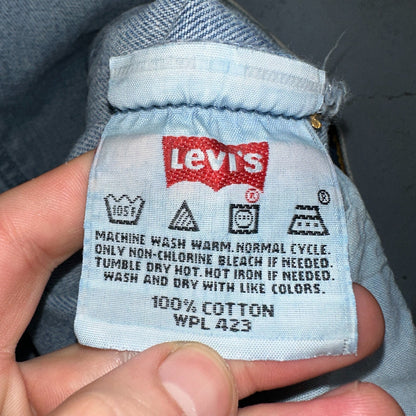 LEVI'S
®
105F ®
MACHINE WASH WARM. NORMAL CYCLE.
ONLY NON-CHLORINE BLEACH IF NEEDED.
TUMBLE DRY HOT. HOT IRON IF NEEDED.
WASH AND DRY WITH LIKE COLORS.
100% COTTON
WPL 423